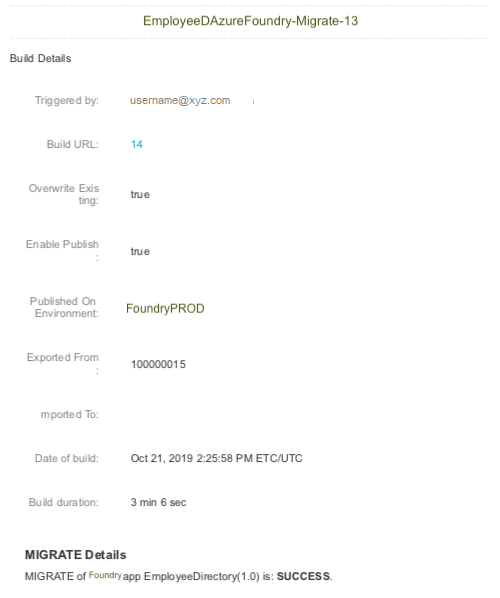 EmployeeDAzureFoundry-Migrate-13
Build Details
Triggered by: username@xyz.com
Build URL: 14
Overwrite Exis
ting: true
Enable Publish
: true
Published On
Environment: FoundryPROD
Exported From
: 100000015
mported To:
Date of build: Oct 21, 2019 2:25:58 PM ETC/UTC
Build duration: 3 min 6 sec
MIGRATE Details
MIGRATE of Foundry app EmployeeDirectory(1.0) is: SUCCESS.